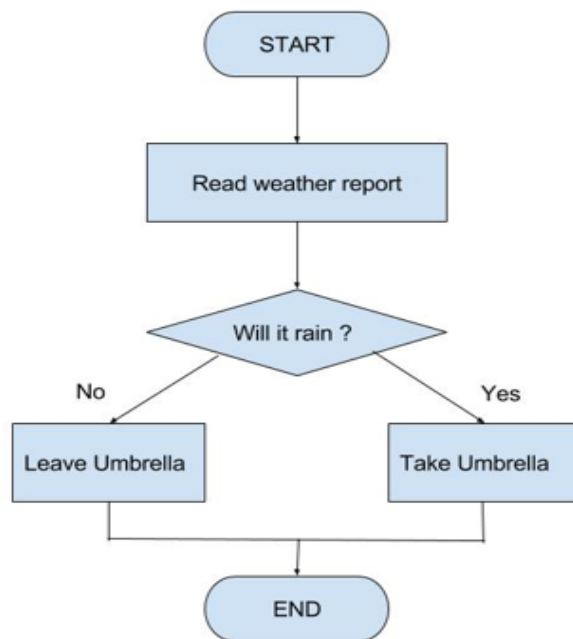 START
Read weather report
Will it rain ?
No
Yes
Leave Umbrella
Take Umbrella
END